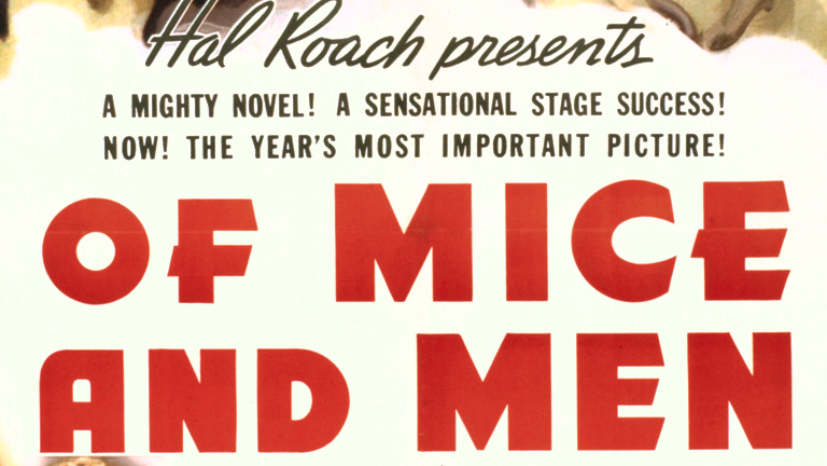 Hal Roach presents
A MIGHTY NOVEL! A SENSATIONAL STAGE SUCCESS!
NOW! THE YEAR'S MOST IMPORTANT PICTURE!
OF MICE
AND MEN